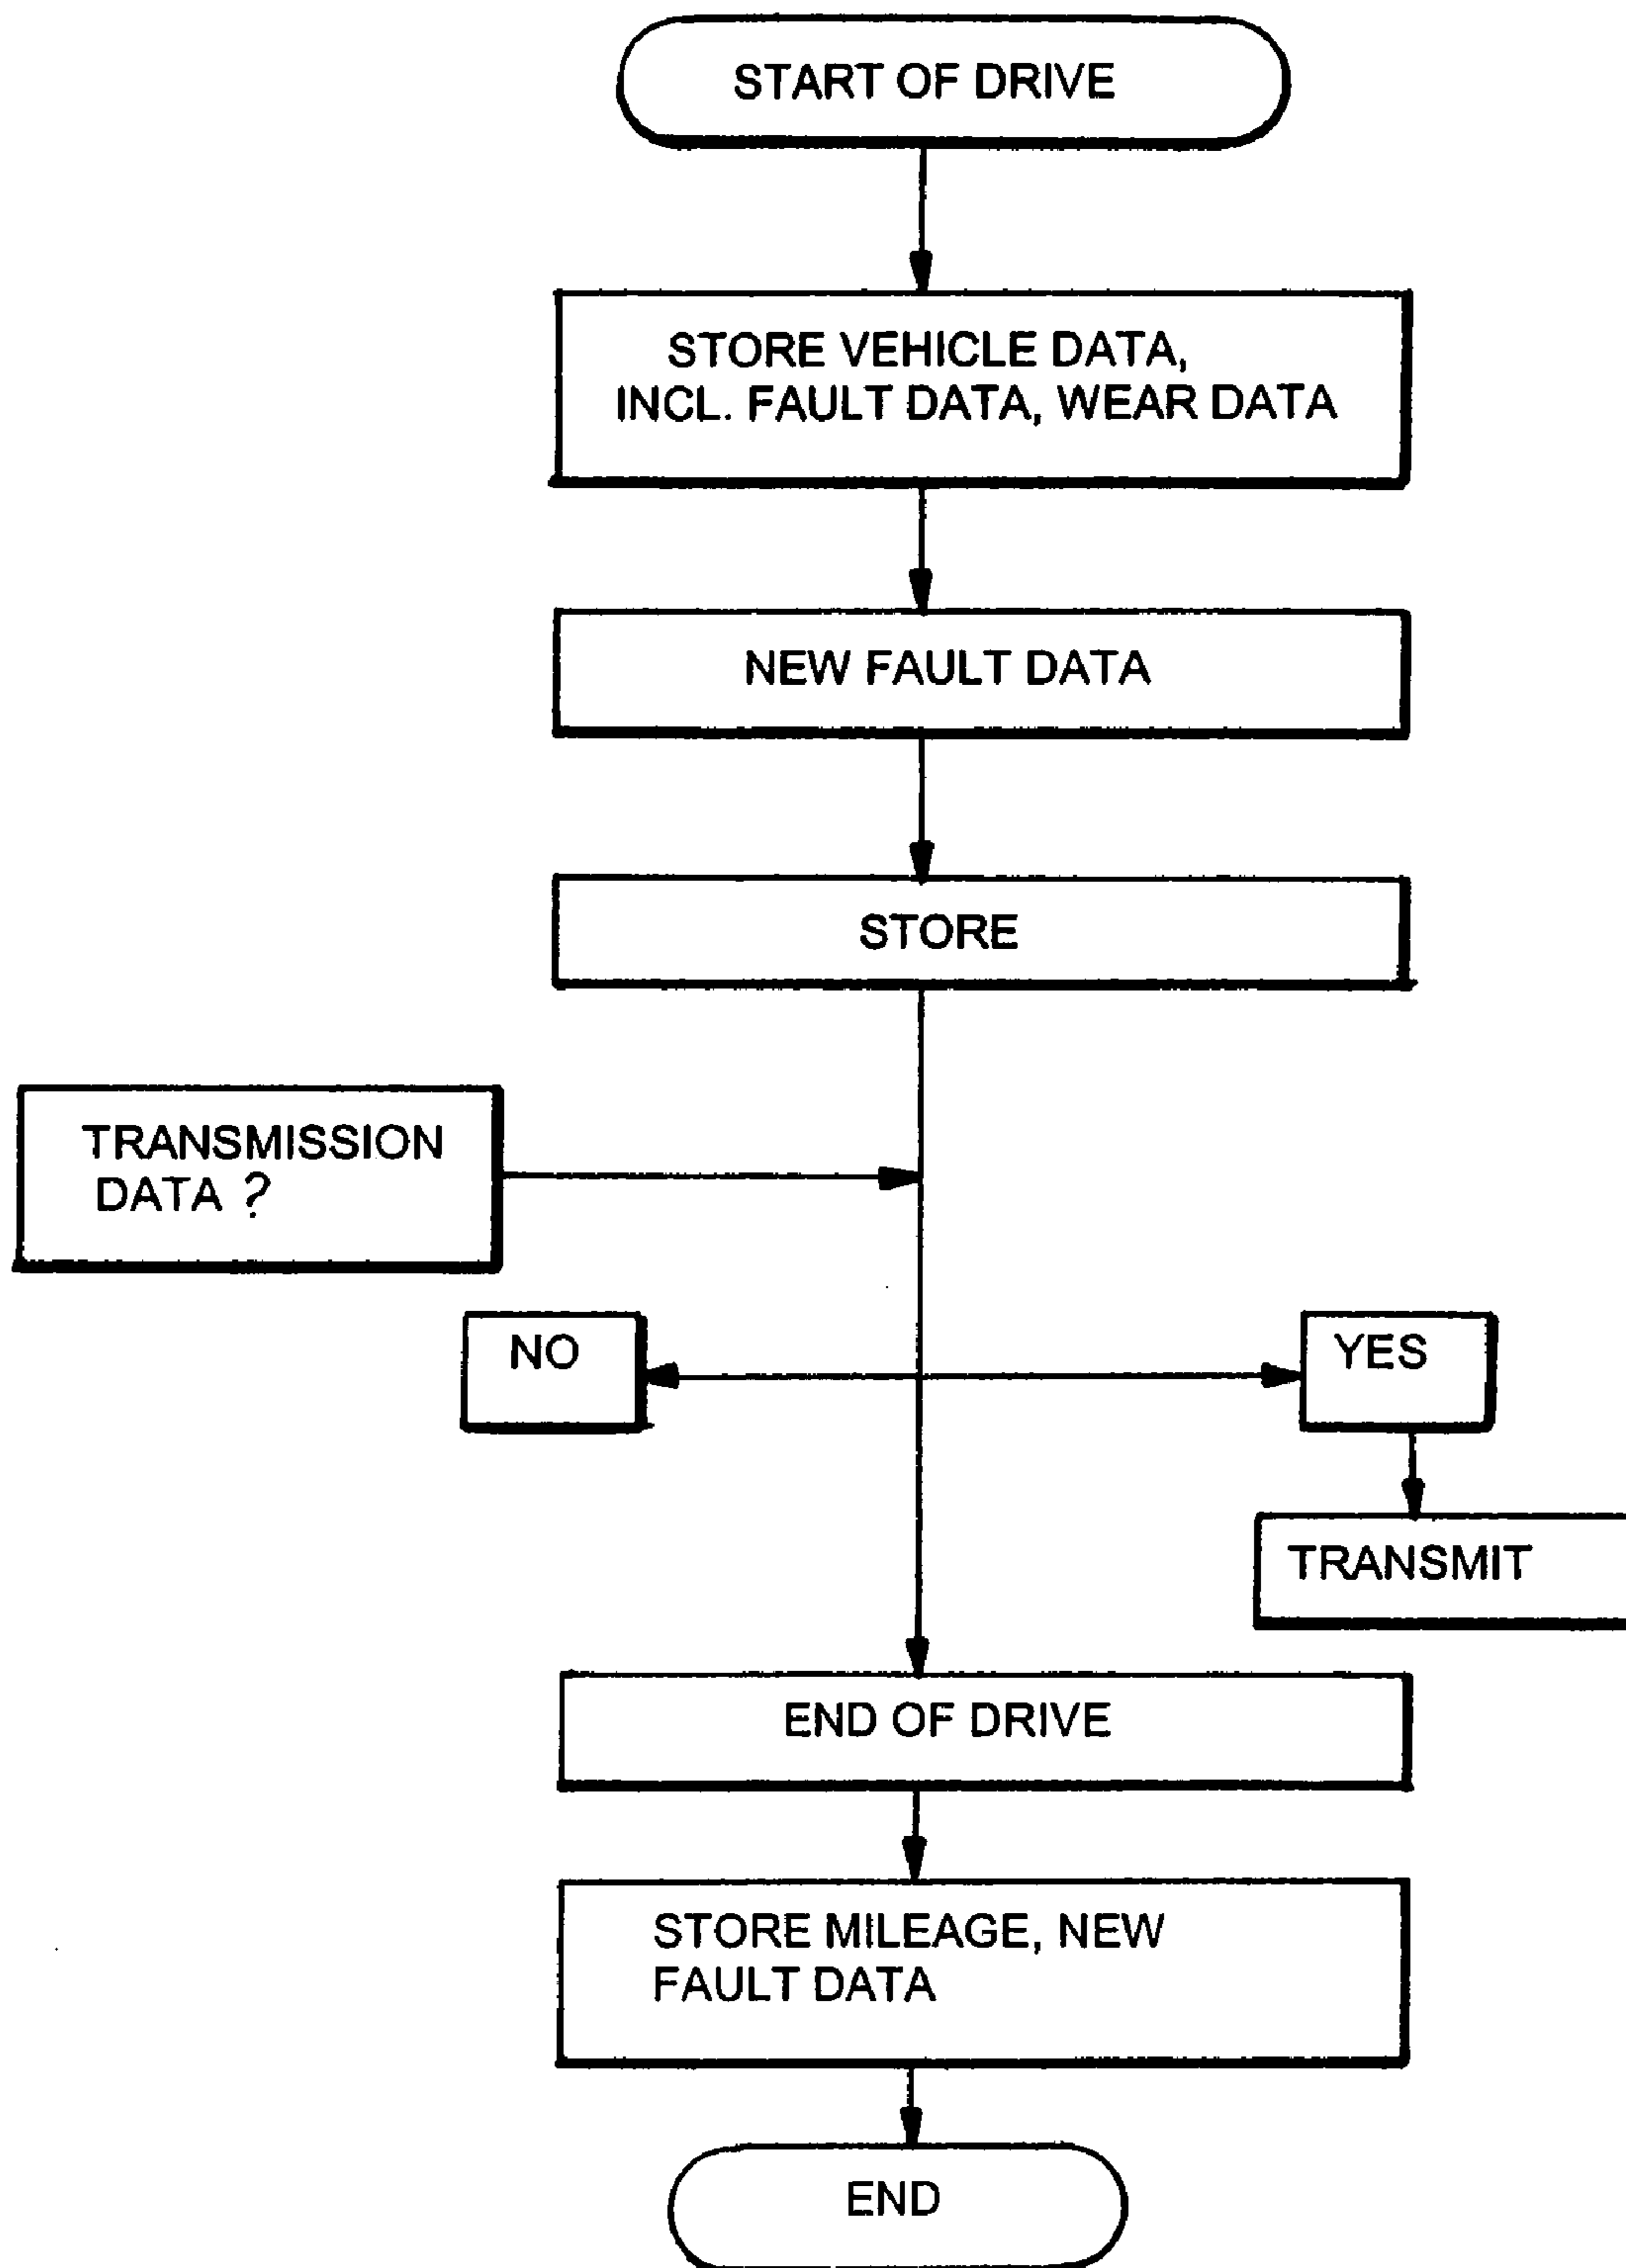 START OF DRIVE
STORE VEHICLE DATA,
INCL. FAULT DATA, WEAR DATA
NEW FAULT DATA
STORE
TRANSMISSION
DATA ?
NO
YES
TRANSMIT
END OF DRIVE
STORE MILEAGE, NEW
FAULT DATA
END